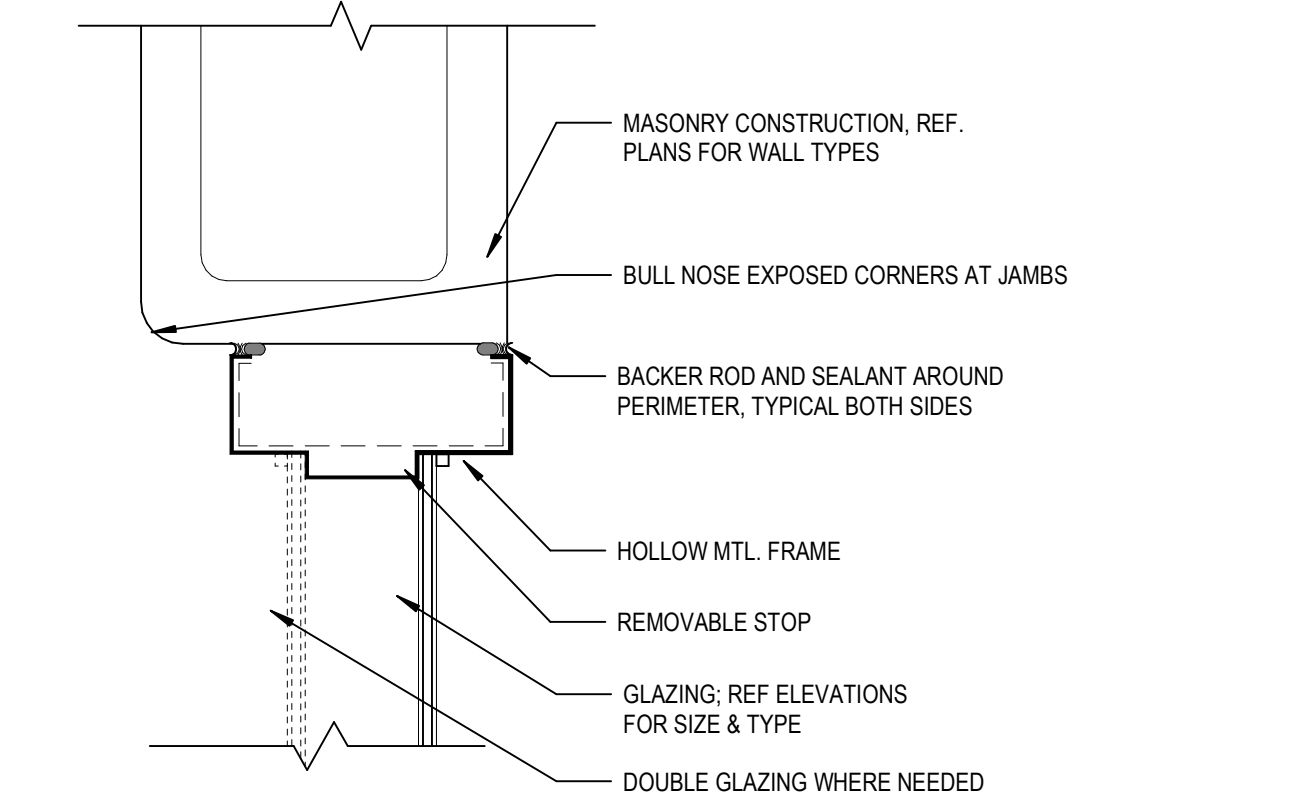 MASONRY CONSTRUCTION, REF.
PLANS FOR WALL TYPES
BULL NOSE EXPOSED CORNERS AT JAMBS
BACKER ROD AND SEALANT AROUND
PERIMETER, TYPICAL BOTH SIDES
HOLLOW MTL. FRAME
REMOVABLE STOP
GLAZING; REF ELEVATIONS
FOR SIZE & TYPE
DOUBLE GLAZING WHERE NEEDED